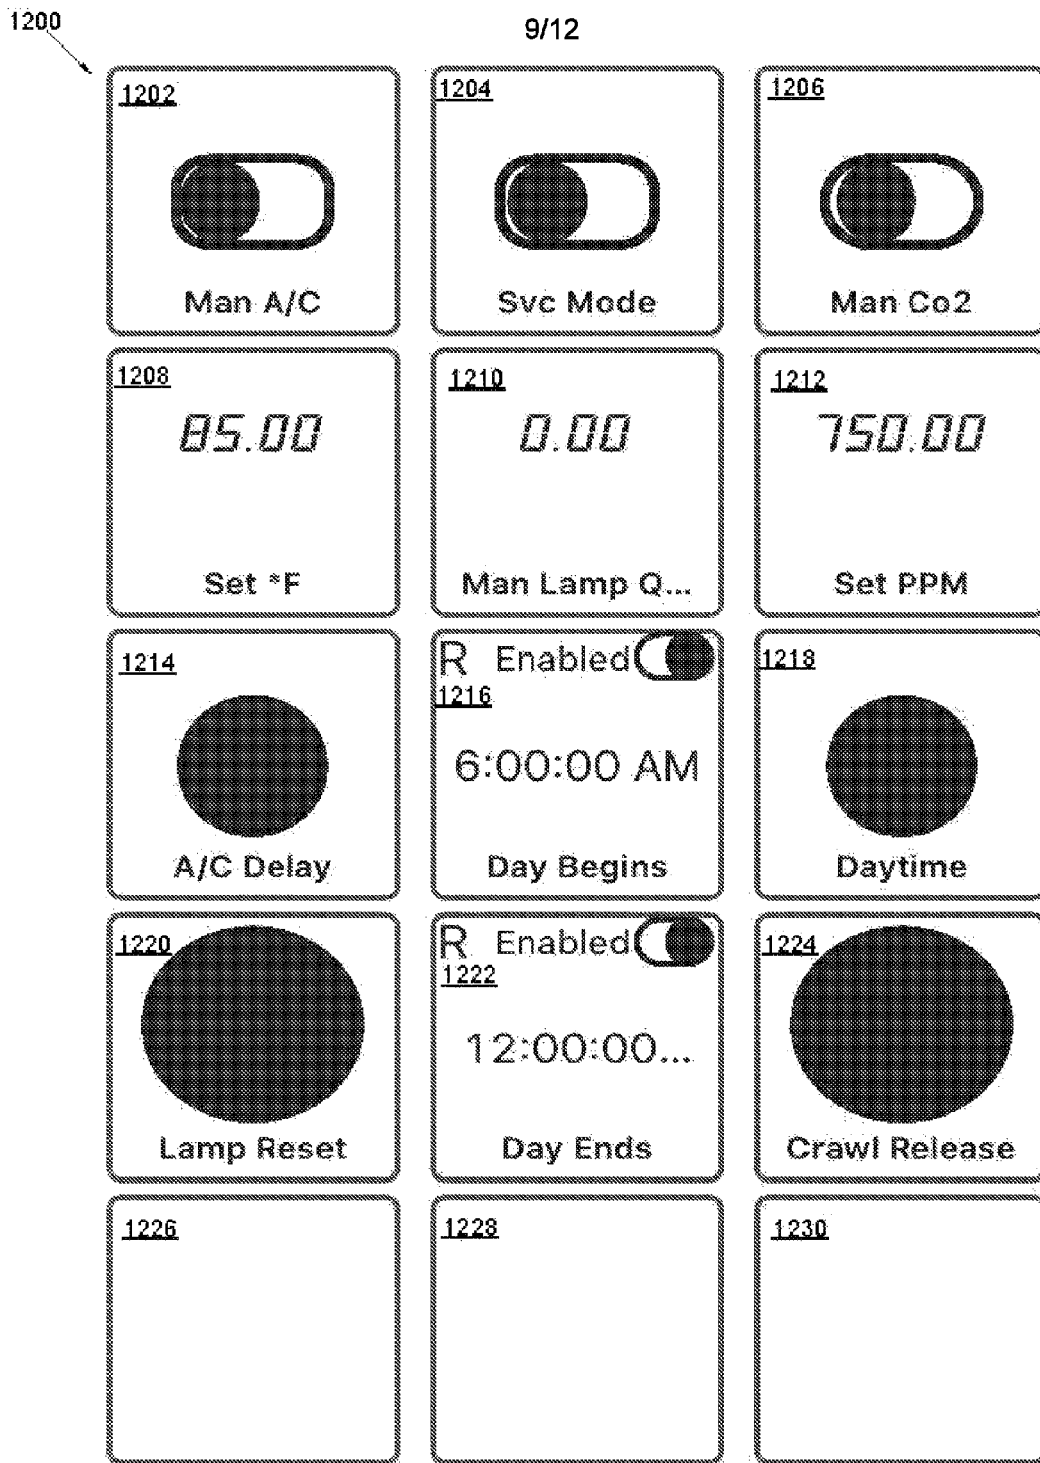 1200
9/12
1202 1204 1206
Man A/C Svc Mode Man Co2
1208 1210 1212
85.00 0.00 750.00
Set *F Man Lamp Q... Set PPM
R Enabled
1214 1216 1218
6:00:00 AM
A/C Delay Day Begins Daytime
R Enabled
1220 1222 1224
12:00:00...
Lamp Reset Day Ends Crawl Release
1226 1228 1230